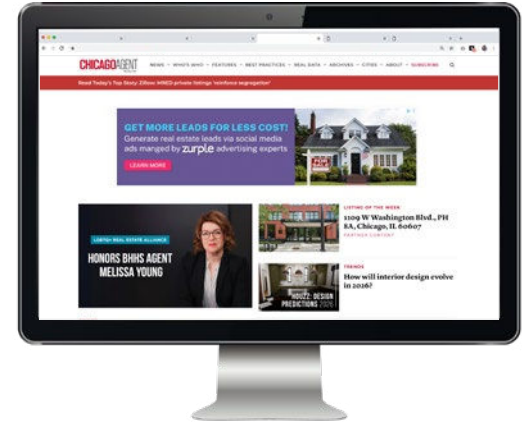 CHICAGOAGENT
NEWS WHO'S WHO FEATURES BEST PRACTICES REAL DATA ARCHIVES CITIES ABOUT SUBSCRIBE
Read Today's Top Story: Zillow: MRED private listings 'reinforce segregation'
GET MORE LEADS FOR LESS COST!
Generate real estate leads via social media
ads manged by zurple advertising experts
LEARN MORE
FOR SALE
LGBTQ+ REAL ESTATE ALLIANCE
HONORS BHHS AGENT
MELISSA YOUNG
LISTING OF THE WEEK
1109 W Washington Blvd., PH
8A, Chicago, IL 60607
PARTNER CONTENT
HOUZZ: DESIGN
PREDICTIONS 2026
TRENDS
How will interior design evolve
in 2026?